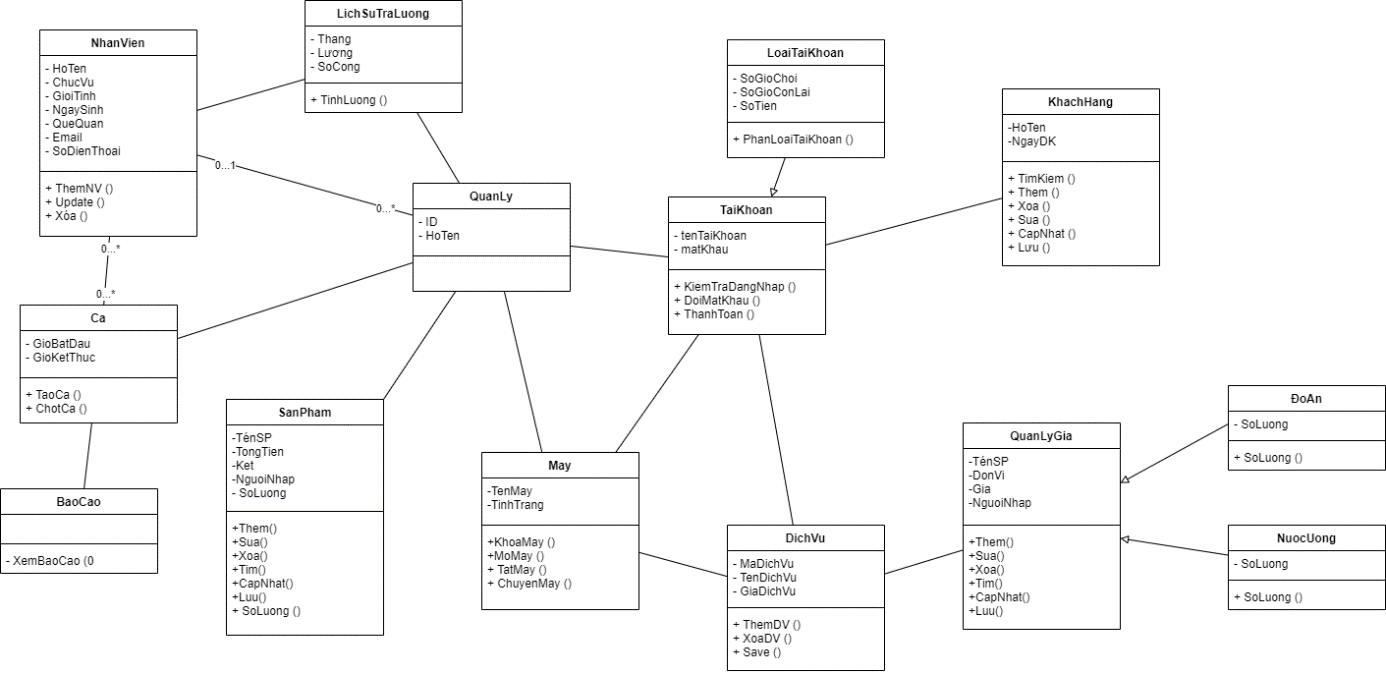 LichSuTraLuong
- Thang
- Lương
- SoCong
+ TinhLuong ()
NhanVien
- HoTen
- ChucVu
- GioiTinh
- NgaySinh
- QueQuan
- Email
- SoDienThoai
+ ThemNV ()
+ Update ()
+ Xóa ()
0...1
0...*
0...*
0...*
QuanLy
- ID
- HoTen
LoaiTaiKhoan
- SoGioChoi
- SoGioConLai
- SoTien
+ PhanLoaiTaiKhoan ()
KhachHang
-HoTen
-NgayDK
+ TimKiem ()
+ Them ()
+ Xoa ()
+ Sua ()
+ CapNhat ()
+ Lưu ()
TaiKhoan
- tenTaiKhoan
- matKhau
+ KiemTraDangNhap ()
+ DoiMatKhau ()
+ ThanhToan ()
Ca
- GioBatDau
- GioKetThuc
+ TaoCa ()
+ ChotCa ()
BaoCao
- XemBaoCao (0
SanPham
-TênSP
-TongTien
-Ket
-NguoiNhap
- SoLuong
+Them()
+Sua()
+Xoa()
+Tim()
+CapNhat()
+Luu()
+ SoLuong ()
May
-TenMay
-TinhTrang
+KhoaMay ()
+MoMay ()
+ TatMay ()
+ ChuyenMay ()
DichVu
- MaDichVu
- TenDichVu
- GiaDichVu
+ ThemDV ()
+ XoaDV ()
+ Save ()
QuanLyGia
-TênSP
-DonVi
-Gia
-NguoiNhap
+Them()
+Sua()
+Xoa()
+Tim()
+CapNhat()
+Luu()
ĐoAn
- SoLuong
+ SoLuong ()
NuocUong
- SoLuong
+ SoLuong ()